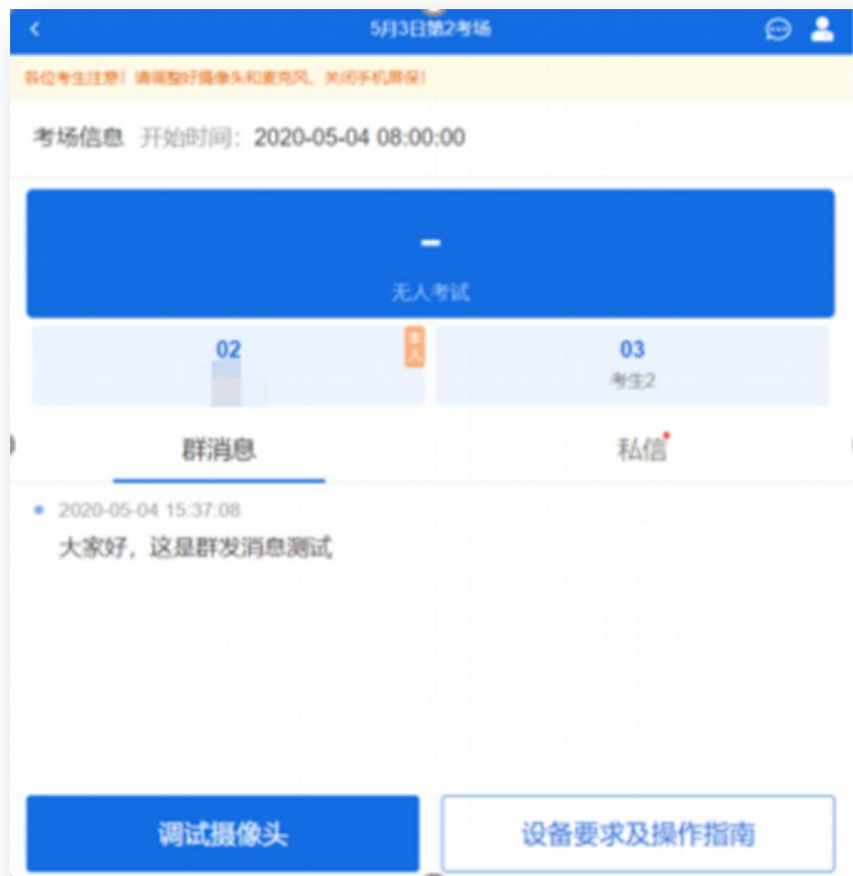 5月3日第2考场
各位考生注意！请调整好摄像头和麦克风，关闭手机屏保！
考场信息 开始时间：2020-05-04 08:00:00
-
无人考试
02 本人
03
考生2
群消息 私信
2020-05-04 15:37:08
大家好，这是群发消息测试
调试摄像头 设备要求及操作指南